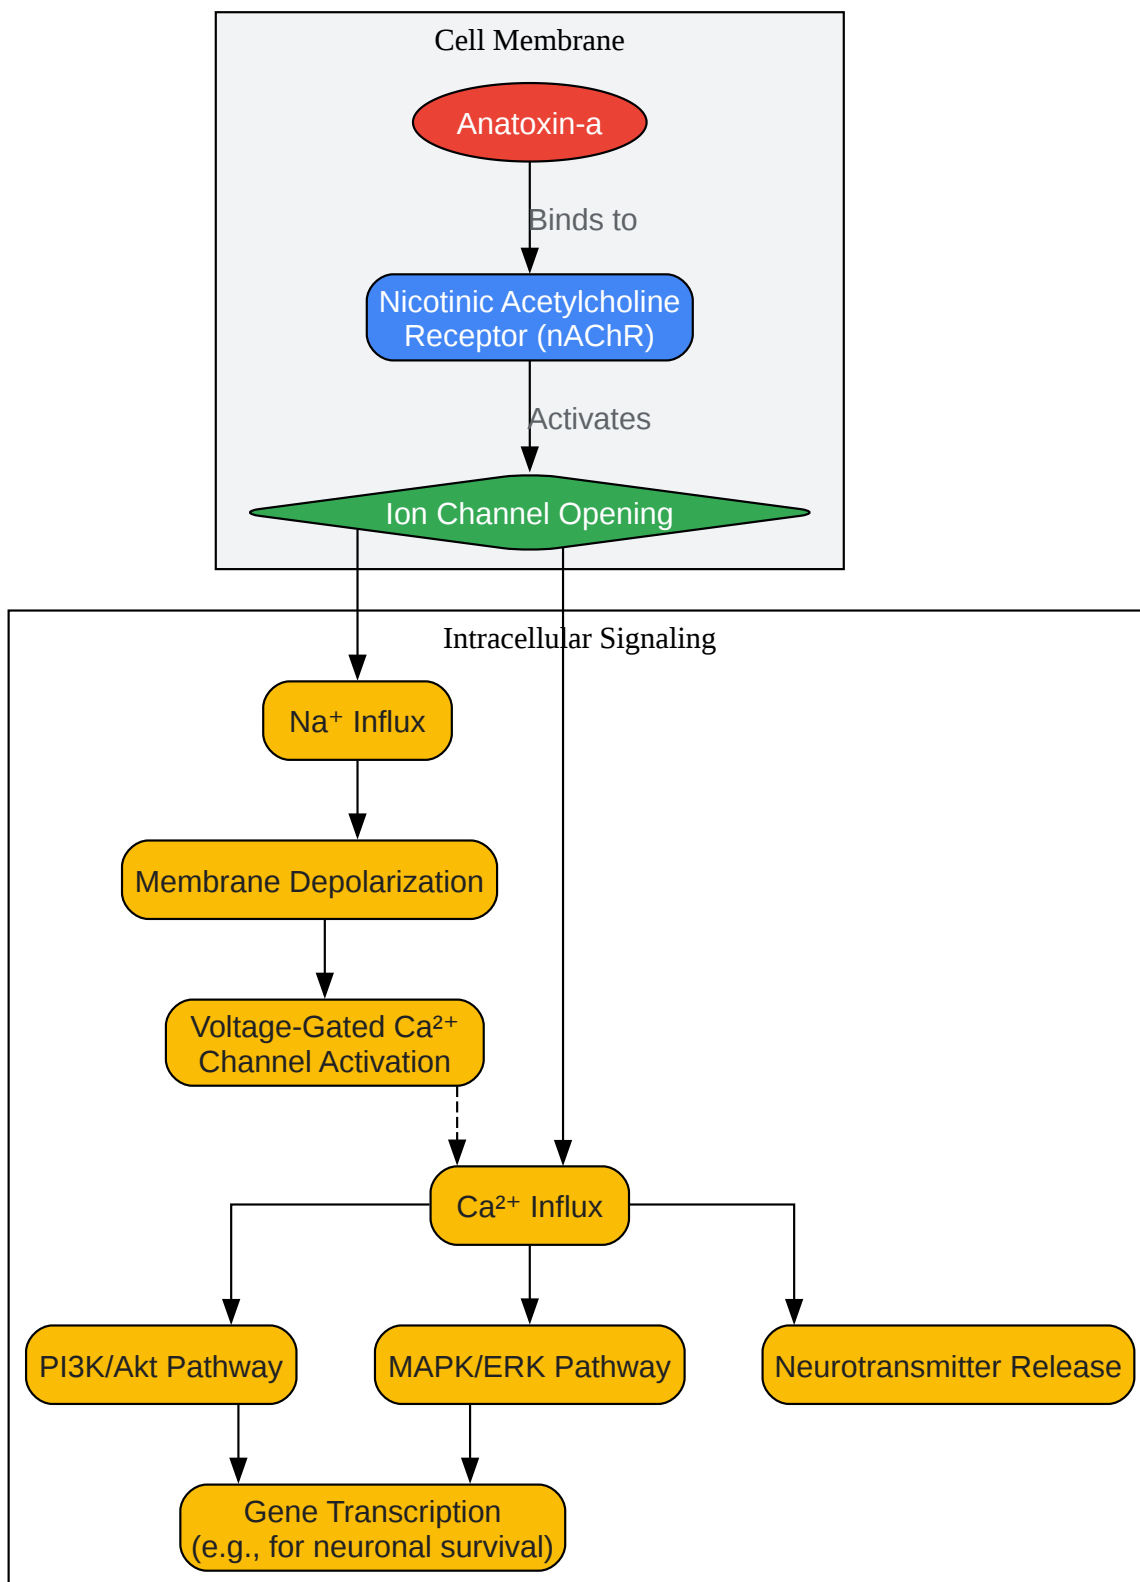 Cell Membrane
Anatoxin-a
Binds to
Nicotinic Acetylcholine
Receptor (nAChR)
Activates
Ion Channel Opening
Intracellular Signaling
Na⁺ Influx
Membrane Depolarization
Voltage-Gated Ca²⁺
Channel Activation
Ca²⁺ Influx
PI3K/Akt Pathway
MAPK/ERK Pathway
Neurotransmitter Release
Gene Transcription
(e.g., for neuronal survival)